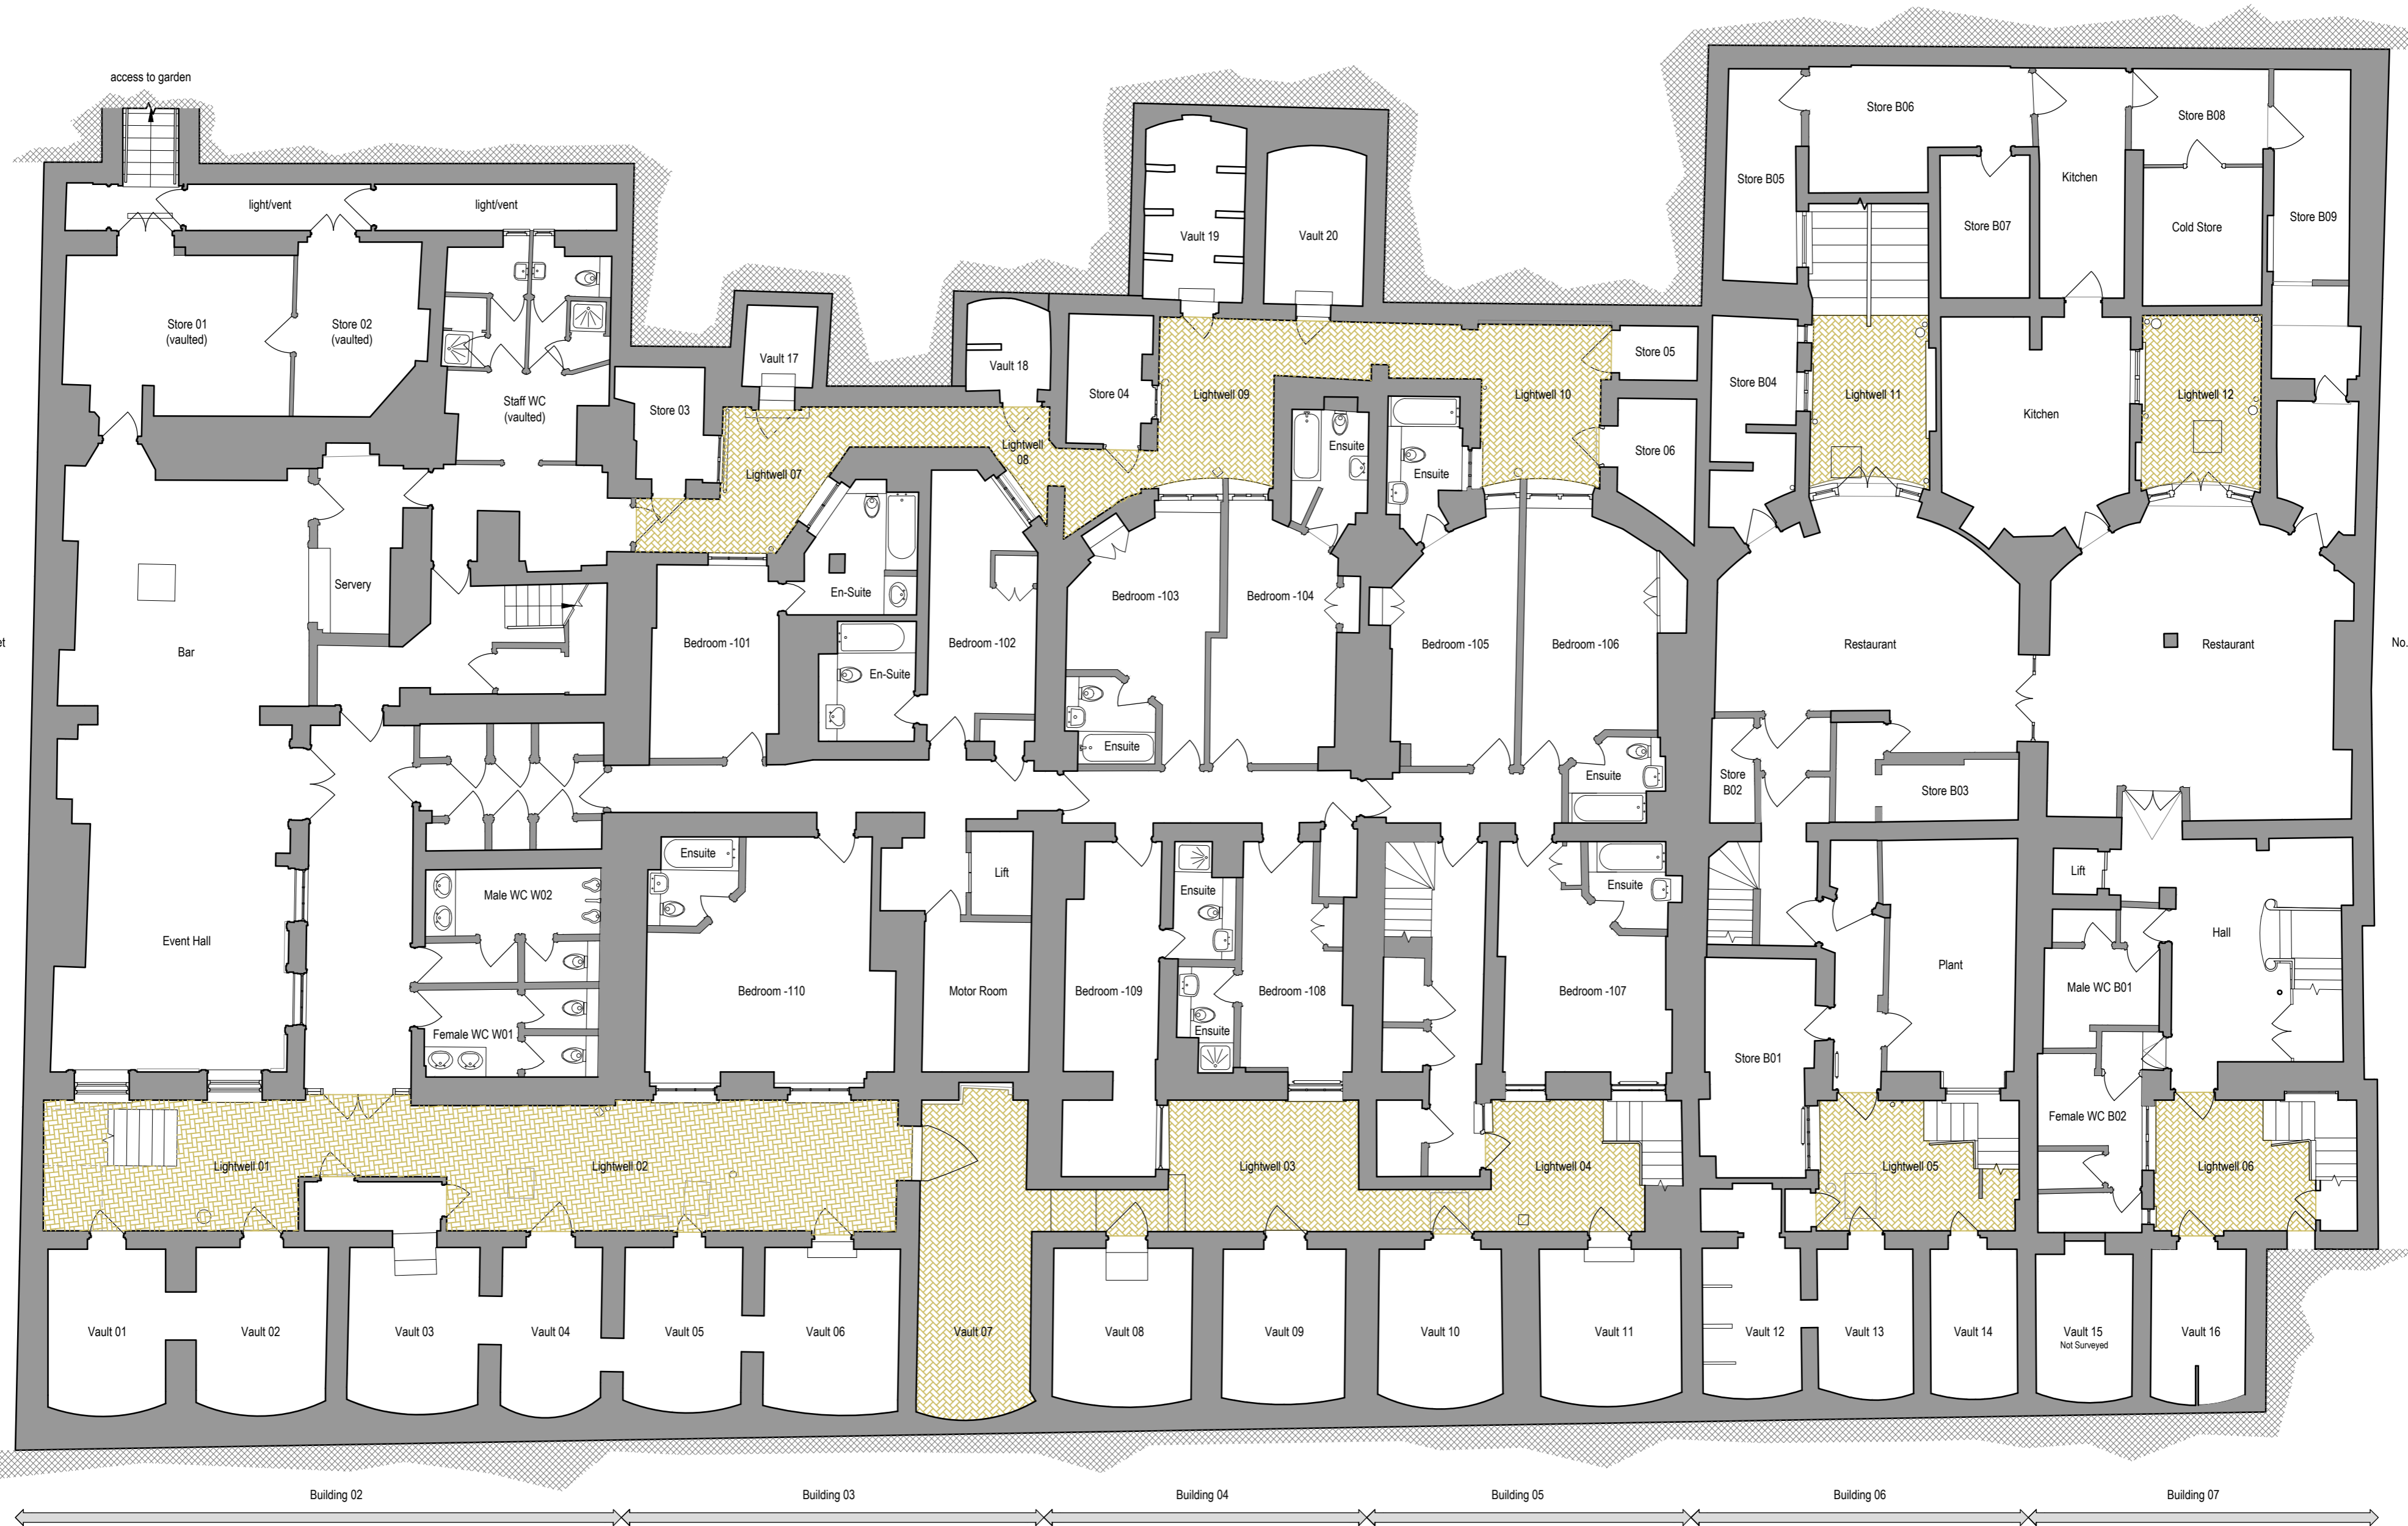 access to garden
light/vent
light/vent
Store 01
(vaulted)
Store 02
(vaulted)
Staff WC
(vaulted)
Store 03
Vault 17
Vault 18
Store 04
Vault 19
Vault 20
Lightwell 07
Lightwell
08
Lightwell 09
Lightwell 10
Store 05
Store 06
Store B05
Store B06
Store B07
Kitchen
Store B08
Cold Store
Store B09
Store B04
Lightwell 11
Kitchen
Lightwell 12
Servery
Bar
En-Suite
En-Suite
Bedroom -101
Bedroom -102
Bedroom -103
Bedroom -104
Ensuite
Ensuite
Ensuite
Bedroom -105
Bedroom -106
Ensuite
Restaurant
Restaurant
No.
et
Store
B02
Store B03
Event Hall
Male WC W02
Female WC W01
Ensuite
Bedroom -110
Lift
Motor Room
Bedroom -109
Ensuite
Ensuite
Bedroom -108
Bedroom -107
Ensuite
Store B01
Plant
Lift
Hall
Male WC B01
Female WC B02
Lightwell 01
Lightwell 02
Lightwell 03
Lightwell 04
Lightwell 05
Lightwell 06
Vault 01
Vault 02
Vault 03
Vault 04
Vault 05
Vault 06
Vault 07
Vault 08
Vault 09
Vault 10
Vault 11
Vault 12
Vault 13
Vault 14
Vault 15
Not Surveyed
Vault 16
Building 02
Building 03
Building 04
Building 05
Building 06
Building 07